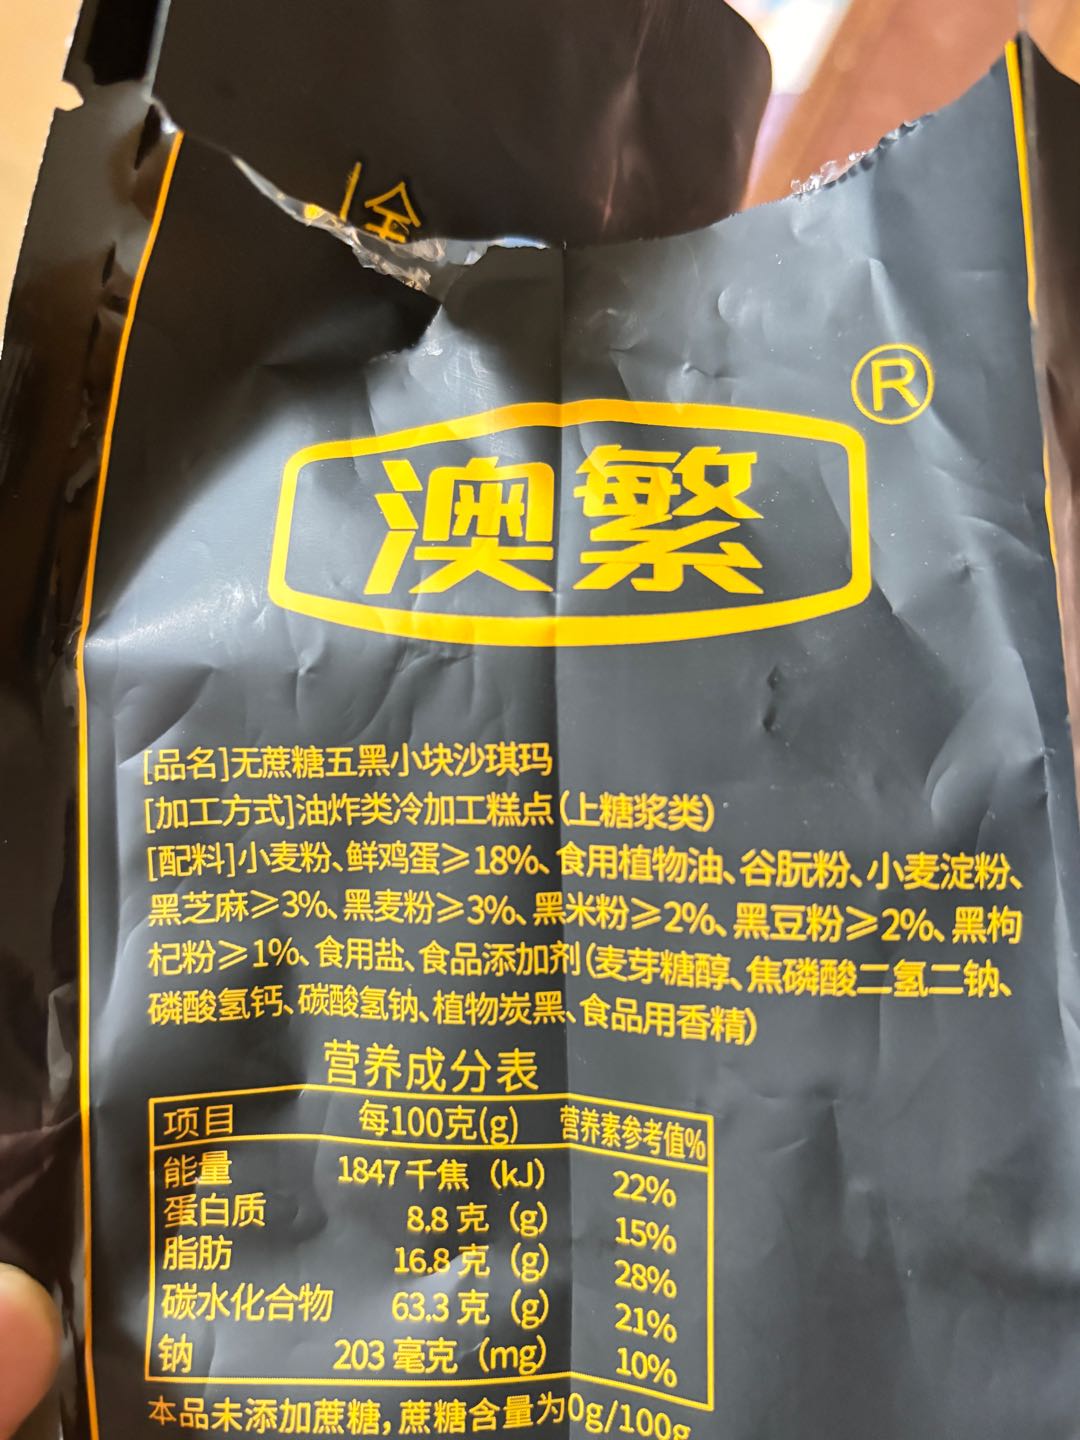 全
澳繁®
[品名]无蔗糖五黑小块沙琪玛
[加工方式]油炸类冷加工糕点(上糖浆类)
[配料]小麦粉、鲜鸡蛋≥18%、食用植物油、谷朊粉、小麦淀粉、
黑芝麻≥3%、黑麦粉≥3%、黑米粉≥2%、黑豆粉≥2%、黑枸
杞粉≥1%、食用盐、食品添加剂(麦芽糖醇、焦磷酸二氢二钠、
磷酸氢钙、碳酸氢钠、植物炭黑、食品用香精)
营养成分表
项目 每100克(g) 营养素参考值%
能量 1847千焦 (kJ) 22%
蛋白质 8.8克 (g) 15%
脂肪 16.8克 (g) 28%
碳水化合物 63.3克 (g) 21%
钠 203毫克 (mg) 10%
本品未添加蔗糖,蔗糖含量为0g/100g